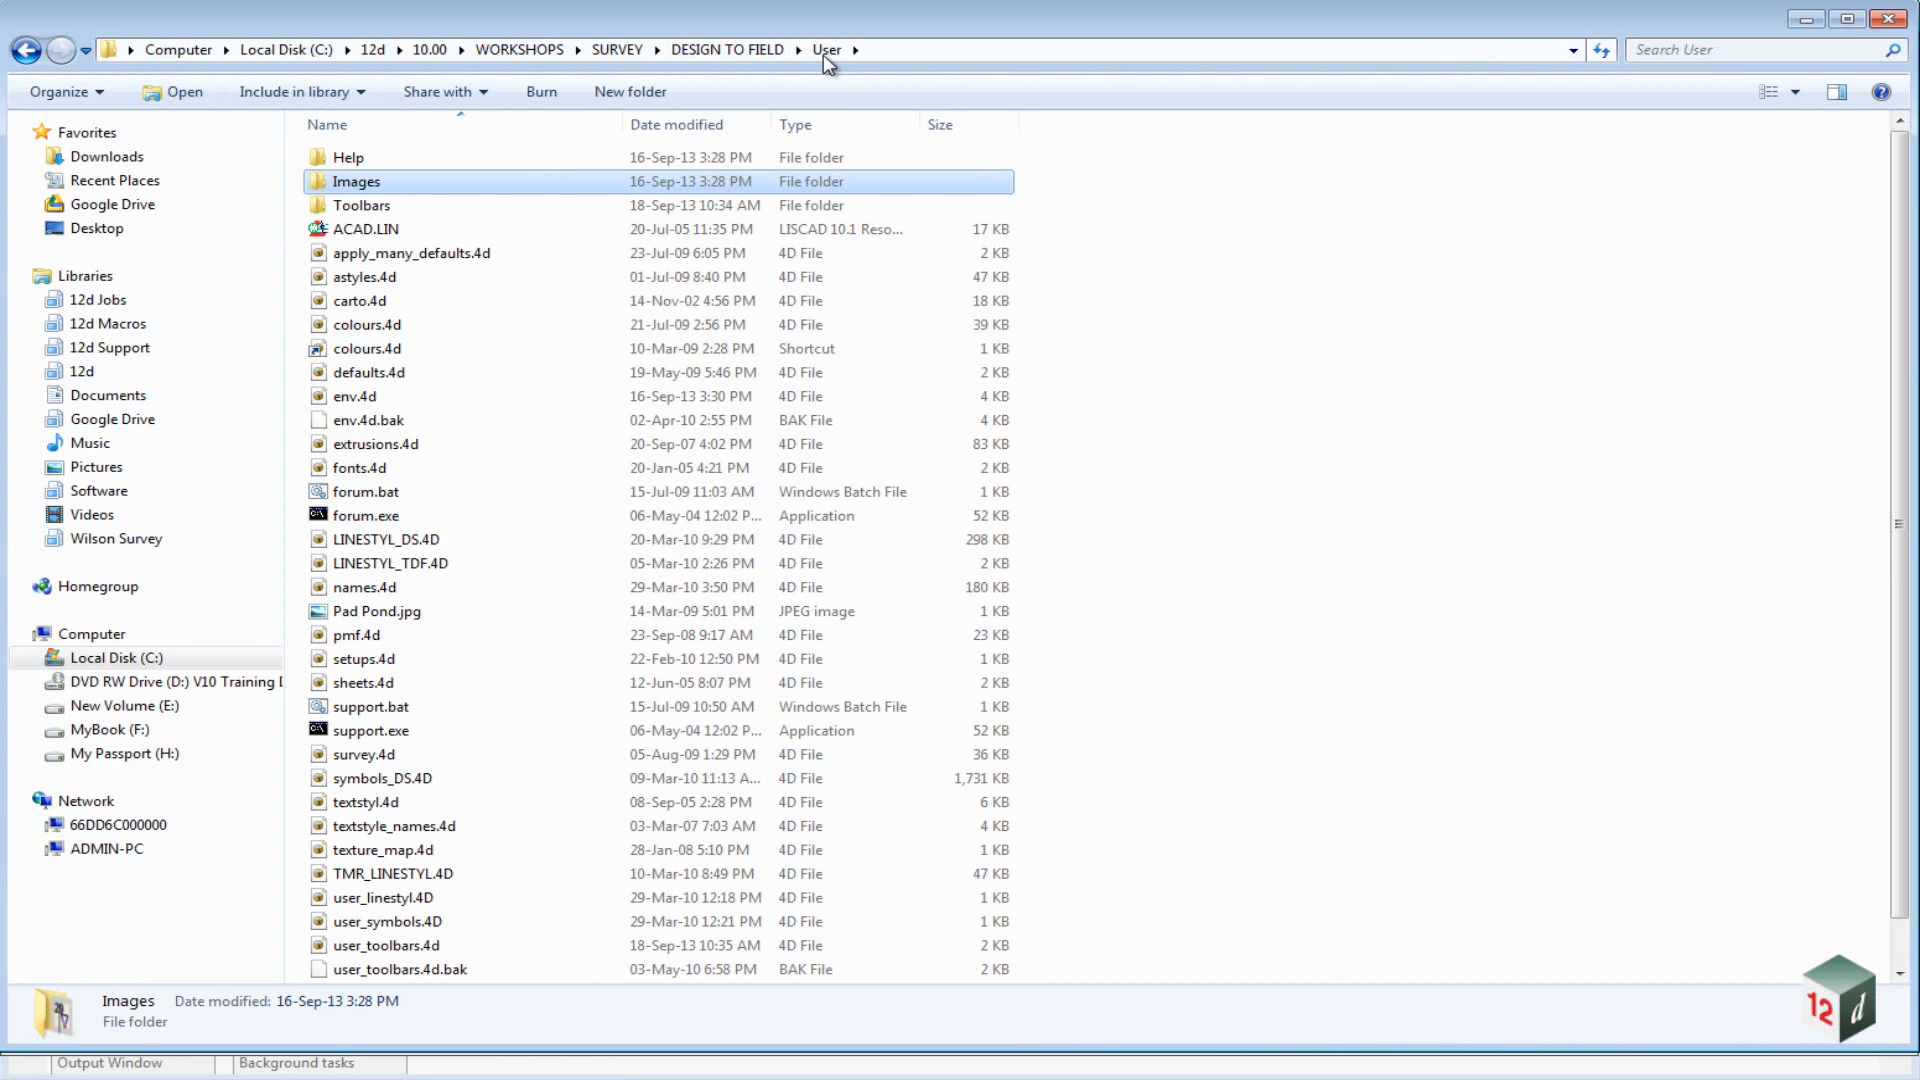 Computer Local Disk (C:) 12d 10.00 WORKSHOPS SURVEY DESIGN TO FIELD User Search User
Organize Open Include in library Share with Burn New folder
Name Date modified Type Size
Favorites
Downloads
Recent Places
Google Drive
Desktop
Libraries
12d Jobs
12d Macros
12d Support
12d
Documents
Google Drive
Music
Pictures
Software
Videos
Wilson Survey
Homegroup
Computer
Local Disk (C:)
DVD RW Drive (D:) V10 Training
New Volume (E:)
MyBook (F:)
My Passport (H:)
Network
66DD6C000000
ADMIN-PC
Help 16-Sep-13 3:28 PM File folder
Images 16-Sep-13 3:28 PM File folder
Toolbars 18-Sep-13 10:34 AM File folder
ACAD.LIN 20-Jul-05 11:35 PM LISCAD 10.1 Reso... 17 KB
apply_many_defaults.4d 23-Jul-09 6:05 PM 4D File 2 KB
astyles.4d 01-Jul-09 8:40 PM 4D File 47 KB
carto.4d 14-Nov-02 4:56 PM 4D File 18 KB
colours.4d 21-Jul-09 2:56 PM 4D File 39 KB
colours.4d 10-Mar-09 2:28 PM Shortcut 1 KB
defaults.4d 19-May-09 5:46 PM 4D File 2 KB
env.4d 16-Sep-13 3:30 PM 4D File 4 KB
env.4d.bak 02-Apr-10 2:55 PM BAK File 4 KB
extrusions.4d 20-Sep-07 4:02 PM 4D File 83 KB
fonts.4d 20-Jan-05 4:21 PM 4D File 2 KB
forum.bat 15-Jul-09 11:03 AM Windows Batch File 1 KB
forum.exe 06-May-04 12:02 P... Application 52 KB
LINESTYL_DS.4D 20-Mar-10 9:29 PM 4D File 298 KB
LINESTYL_TDF.4D 05-Mar-10 2:26 PM 4D File 2 KB
names.4d 29-Mar-10 3:50 PM 4D File 180 KB
Pad Pond.jpg 14-Mar-09 5:01 PM JPEG image 1 KB
pmf.4d 23-Sep-08 9:17 AM 4D File 23 KB
setups.4d 22-Feb-10 12:50 PM 4D File 1 KB
sheets.4d 12-Jun-05 8:07 PM 4D File 2 KB
support.bat 15-Jul-09 10:50 AM Windows Batch File 1 KB
support.exe 06-May-04 12:02 P... Application 52 KB
survey.4d 05-Aug-09 1:29 PM 4D File 36 KB
symbols_DS.4D 09-Mar-10 11:13 A... 4D File 1,731 KB
textstyl.4d 08-Sep-05 2:28 PM 4D File 6 KB
textstyle_names.4d 03-Mar-07 7:03 AM 4D File 4 KB
texture_map.4d 28-Jan-08 5:10 PM 4D File 1 KB
TMR_LINESTYL.4D 10-Mar-10 8:49 PM 4D File 47 KB
user_linestyl.4D 29-Mar-10 12:18 PM 4D File 1 KB
user_symbols.4D 29-Mar-10 12:21 PM 4D File 1 KB
user_toolbars.4d 18-Sep-13 10:35 AM 4D File 2 KB
user_toolbars.4d.bak 03-May-10 6:58 PM BAK File 2 KB
Images Date modified: 16-Sep-13 3:28 PM
File folder
12 d
Output Window Background tasks